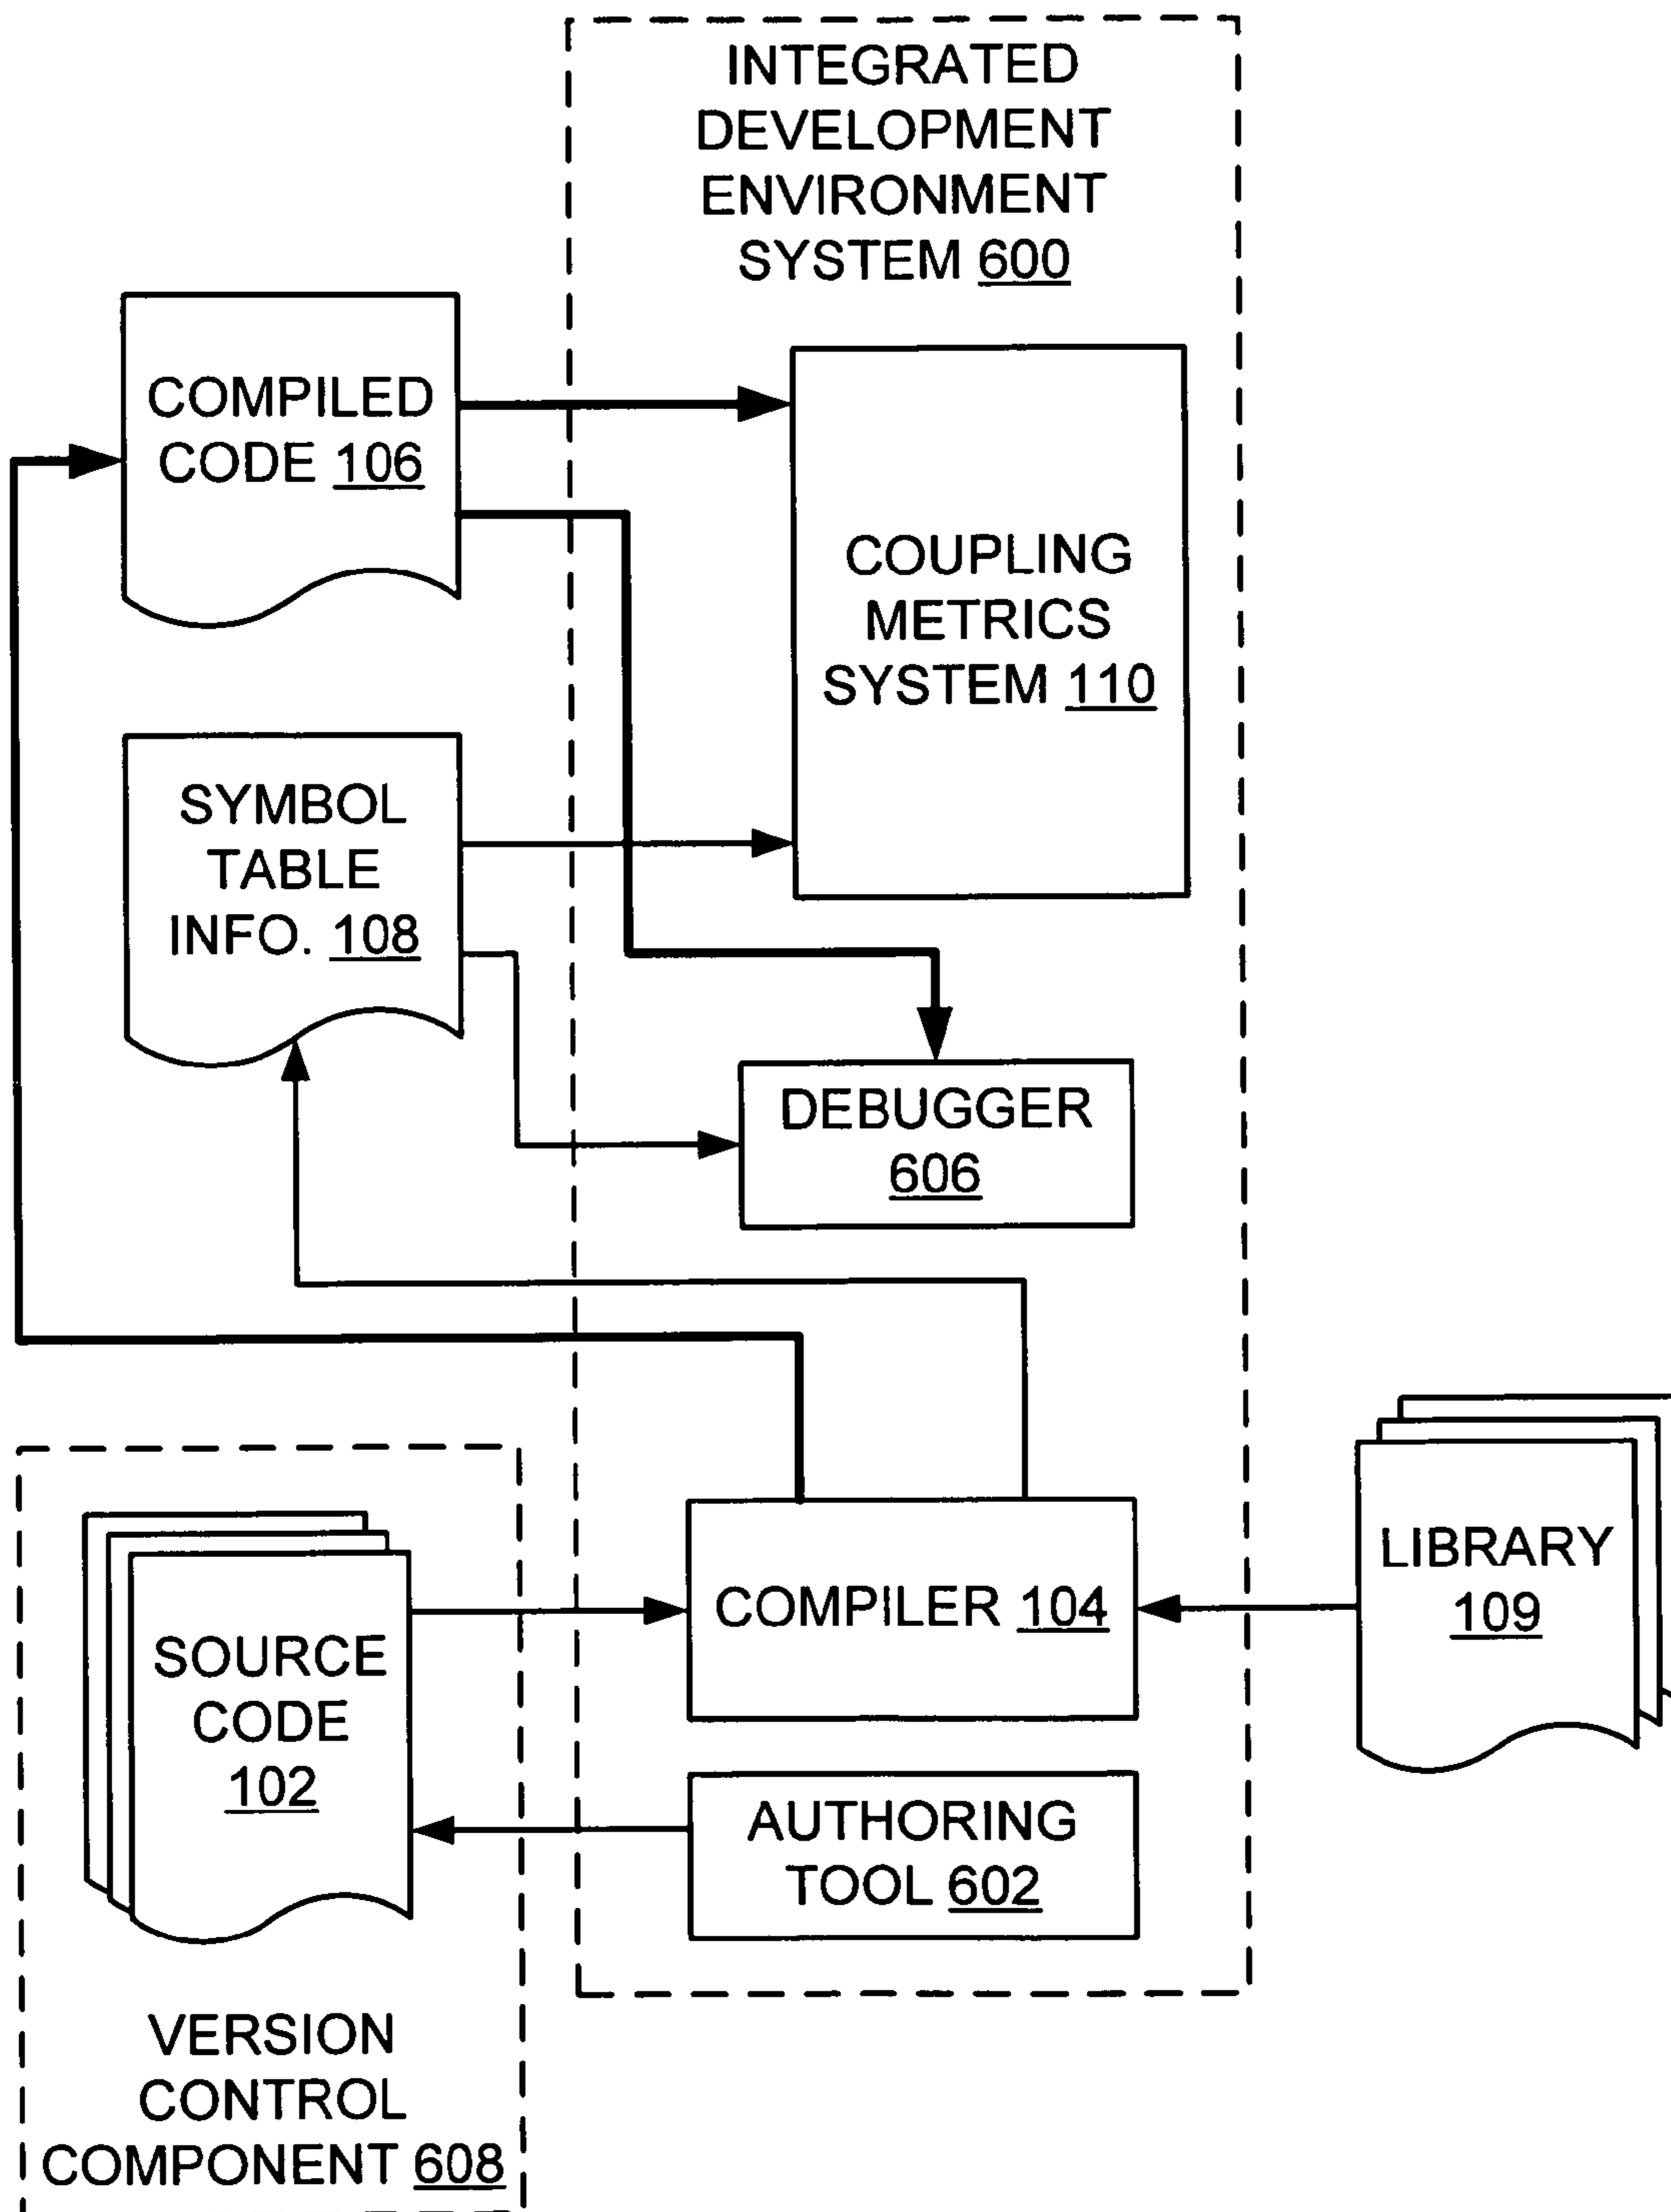 INTEGRATED
DEVELOPMENT
ENVIRONMENT
SYSTEM 600
COMPILED
CODE 106
COUPLING
METRICS
SYSTEM 110
SYMBOL
TABLE
INFO. 108
DEBUGGER
606
LIBRARY
109
COMPILER 104
SOURCE
CODE
102
AUTHORING
TOOL 602
VERSION
CONTROL
COMPONENT 608